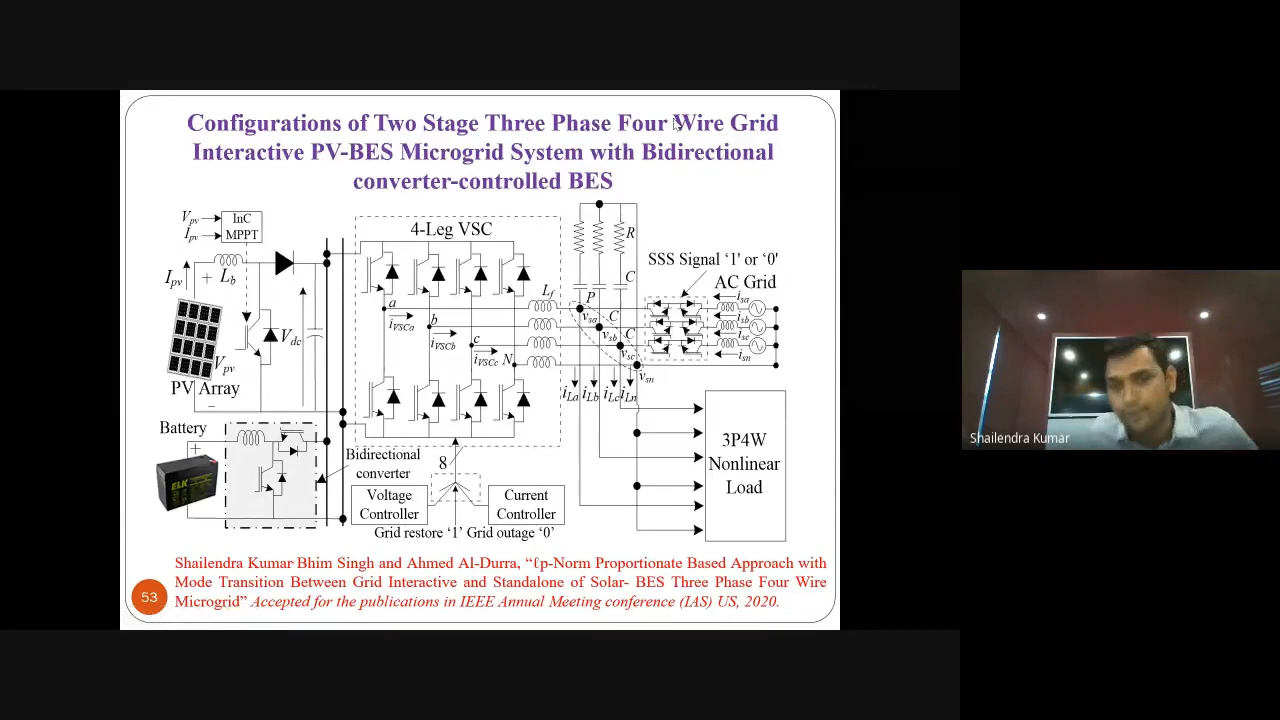 Configurations of Two Stage Three Phase Four Wire Grid
Interactive PV-BES Microgrid System with Bidirectional
converter-controlled BES
Vpv
Ipv
InC
MPPT
4-Leg VSC
R
SSS Signal ‘1' or ‘0'
AC Grid
Ipv
+ Lb
C
Lf
P
isa
a
vsa
C
isb
iVSCa
b
vsb
C
Vdc
iVSCb
c
vsc
isc
iVSCc N
isn
Vpv
vsn
PV Array
−
iLa iLb iLc iLn
Battery
+
Bidirectional
converter
8
3P4W
Nonlinear
Load
ELK
Voltage
Controller
Current
Controller
Grid restore ‘1’ Grid outage ‘0’
Shailendra Kumar Bhim Singh and Ahmed Al-Durra, “ℓp-Norm Proportionate Based Approach with
Mode Transition Between Grid Interactive and Standalone of Solar- BES Three Phase Four Wire
Microgrid” Accepted for the publications in IEEE Annual Meeting conference (IAS) US, 2020.
53
Shailendra Kumar